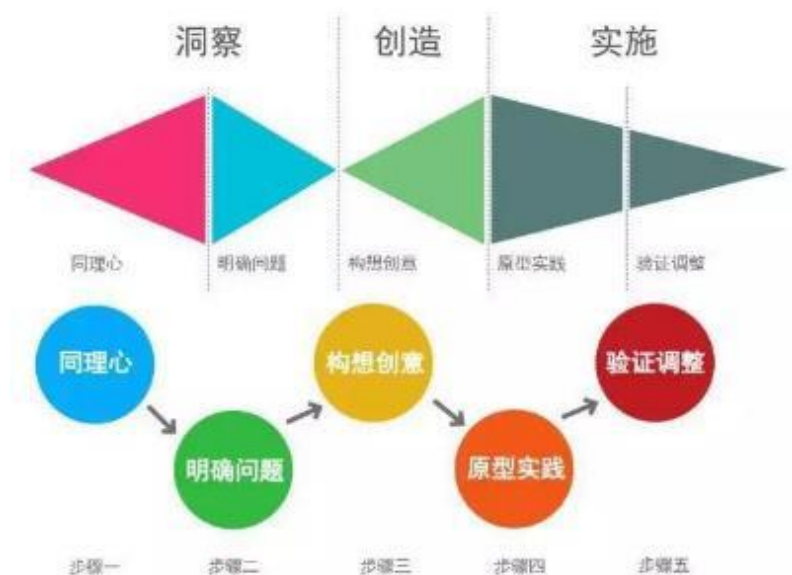 洞察 创造 实施
同理心 明确问题 构想创意 原型实践 验证调整
同理心 构想创意 验证调整
明确问题 原型实践
步骤一 步骤二 步骤三 步骤四 步骤五